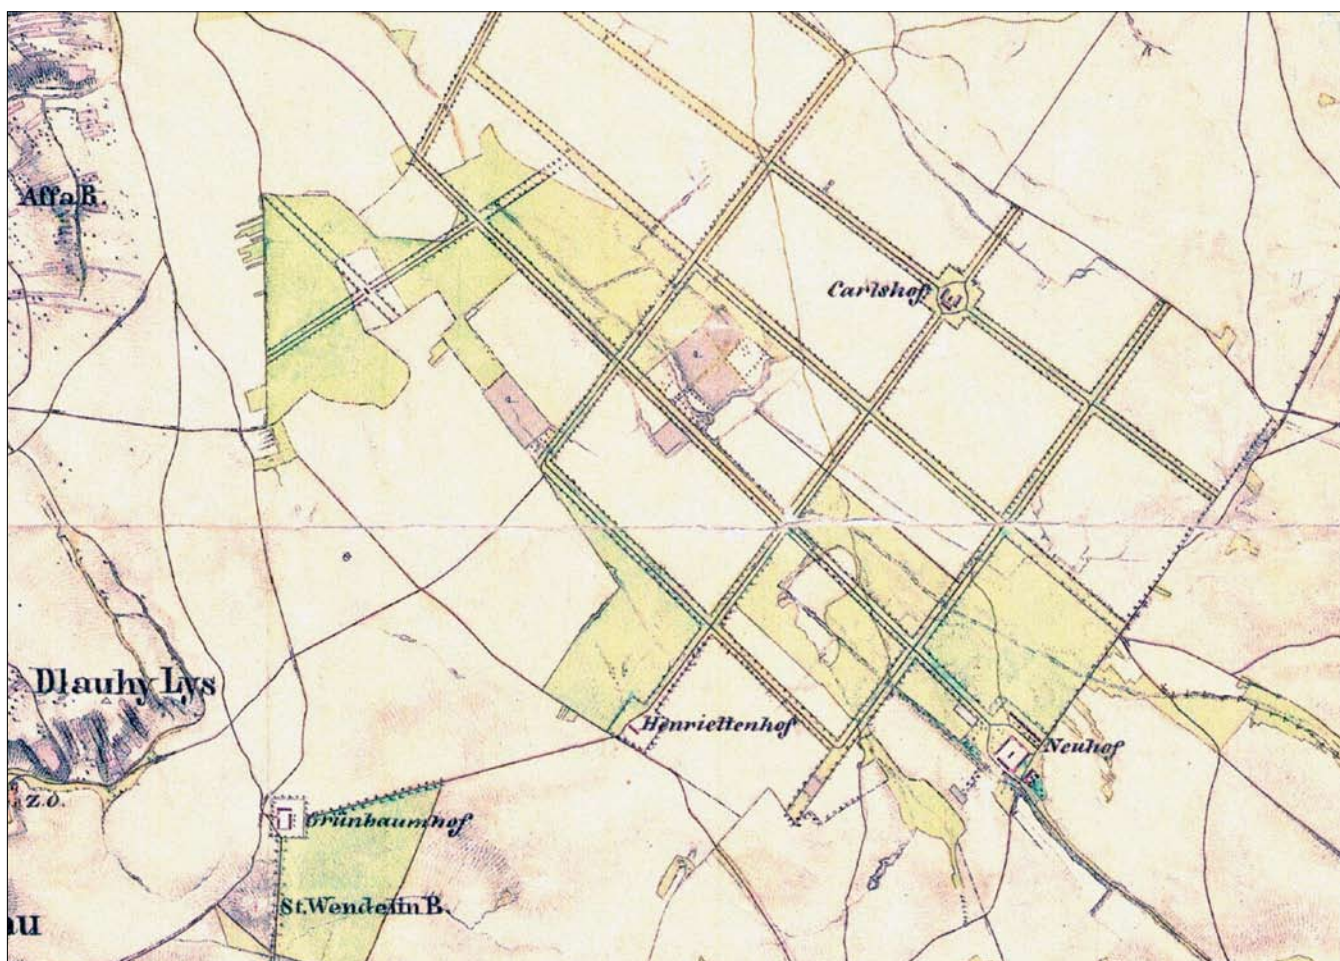 Affa B.
Carlshof
Dlauhy Lys
Henriettenhof
Neuhof
z.o.
Grünbaumhof
St. Wendelin B.
au